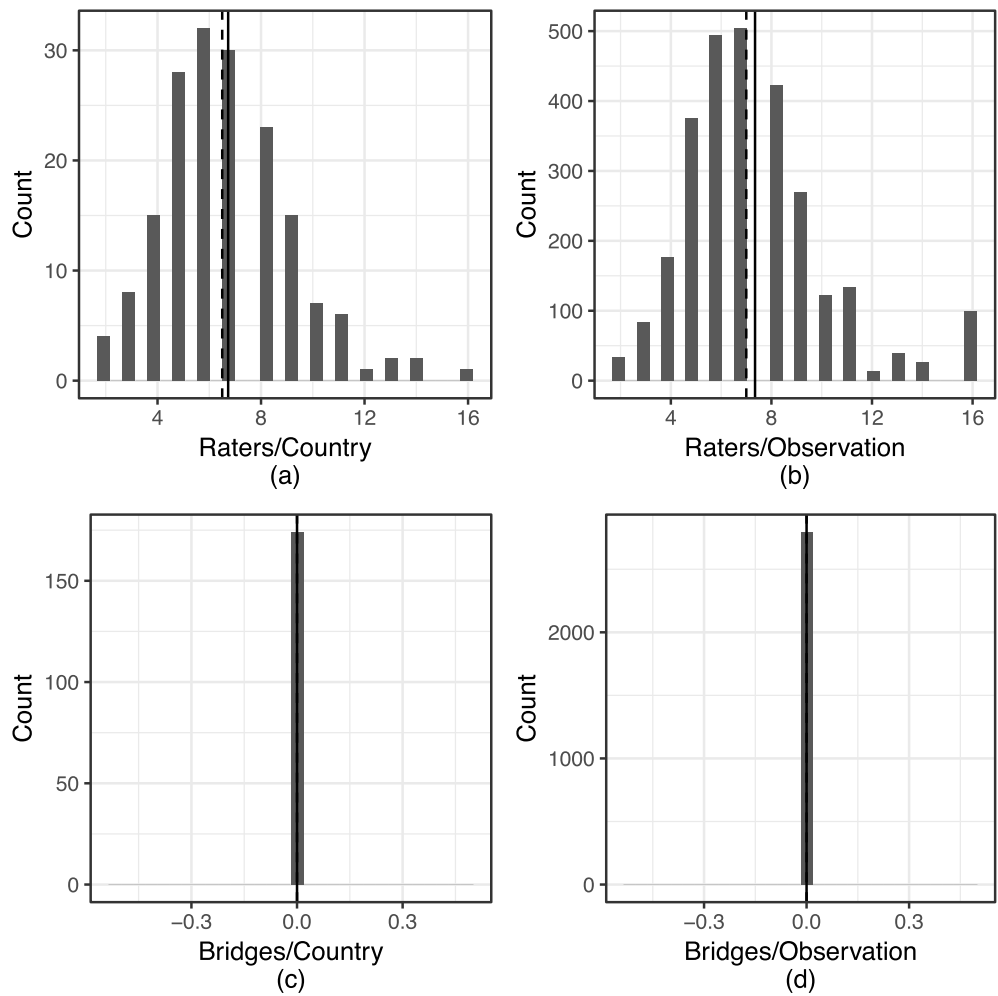 Count
30
20
10
0
4
8
12
16
Raters/Country
(a)
Count
500
400
300
200
100
0
4
8
12
16
Raters/Observation
(b)
Count
150
100
50
0
−0.3
0.0
0.3
Bridges/Country
(c)
Count
2000
1000
0
−0.3
0.0
0.3
Bridges/Observation
(d)